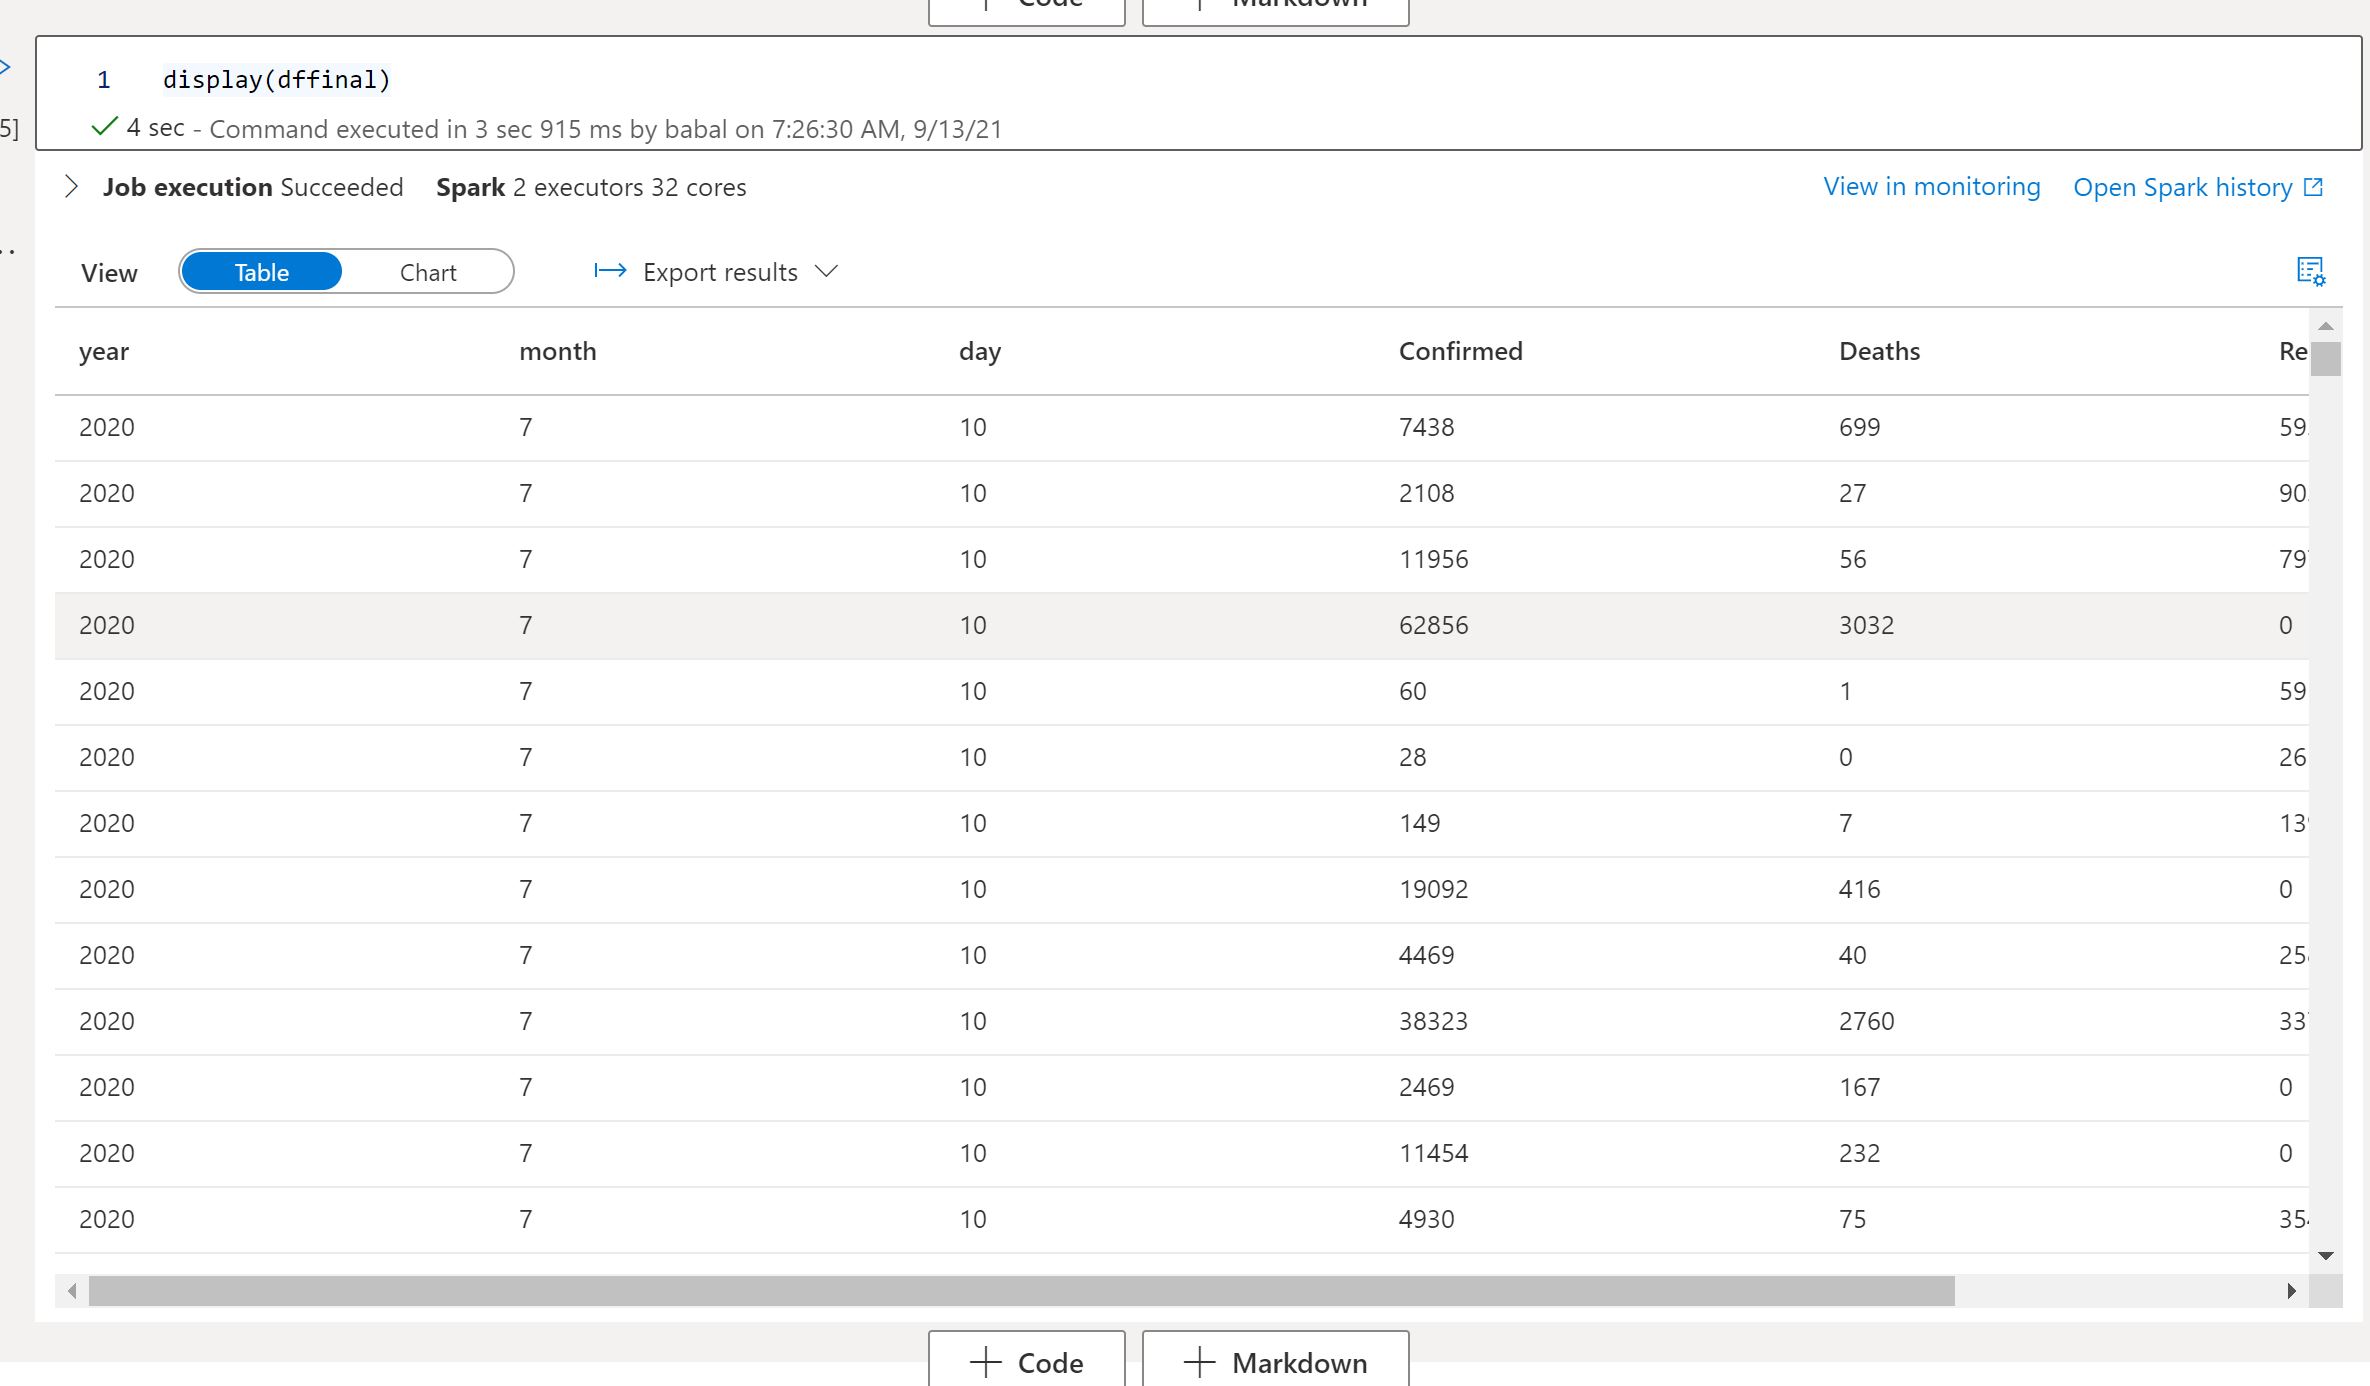 Code Markdown
1 display(dffinal)
5] 4 sec - Command executed in 3 sec 915 ms by babal on 7:26:30 AM, 9/13/21
Job execution Succeeded Spark 2 executors 32 cores View in monitoring Open Spark history
View Table Chart Export results
year month day Confirmed Deaths Re
2020 7 10 7438 699 59
2020 7 10 2108 27 90
2020 7 10 11956 56 79
2020 7 10 62856 3032 0
2020 7 10 60 1 59
2020 7 10 28 0 26
2020 7 10 149 7 13
2020 7 10 19092 416 0
2020 7 10 4469 40 25
2020 7 10 38323 2760 33
2020 7 10 2469 167 0
2020 7 10 11454 232 0
2020 7 10 4930 75 35
+ Code + Markdown